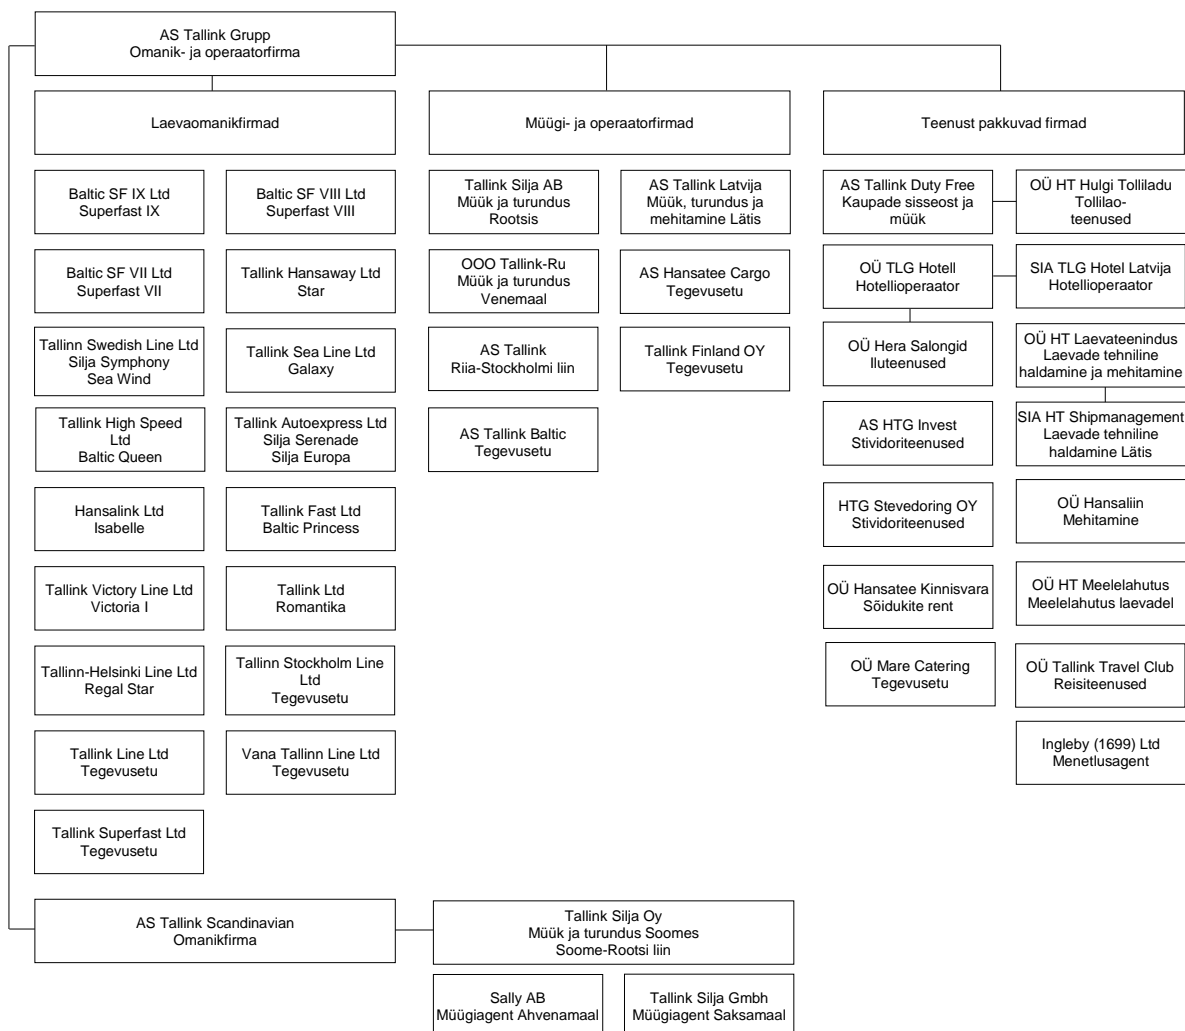 AS Tallink Grupp
Omanik- ja operaatorfirma
Laevaomanikfirmad
Müügi- ja operaatorfirmad
Teenust pakkuvad firmad
Baltic SF IX Ltd
Superfast IX
Baltic SF VIII Ltd
Superfast VIII
Tallink Silja AB
Müük ja turundus
Rootsis
AS Tallink Latvija
Müük, turundus ja
mehitamine Lätis
AS Tallink Duty Free
Kaupade sisseost ja
müük
OÜ HT Hulgi Tolliladu
Tollilao-
teenused
Baltic SF VII Ltd
Superfast VII
Tallink Hansaway Ltd
Star
OOO Tallink-Ru
Müük ja turundus
Venemaal
AS Hansatee Cargo
Tegevusetu
OÜ TLG Hotell
Hotellioperaator
SIA TLG Hotel Latvija
Hotellioperaator
Tallinn Swedish Line Ltd
Silja Symphony
Sea Wind
Tallink Sea Line Ltd
Galaxy
AS Tallink
Riia-Stockholmi liin
Tallink Finland OY
Tegevusetu
OÜ Hera Salongid
Iluteenused
OÜ HT Laevateenindus
Laevade tehniline
haldamine ja mehitamine
Tallink High Speed
Ltd
Baltic Queen
Tallink Autoexpress Ltd
Silja Serenade
Silja Europa
AS Tallink Baltic
Tegevusetu
AS HTG Invest
Stividoriteenused
SIA HT Shipmanagement
Laevade tehniline
haldamine Lätis
Hansalink Ltd
Isabelle
Tallink Fast Ltd
Baltic Princess
HTG Stevedoring OY
Stividoriteenused
OÜ Hansaliin
Mehitamine
Tallink Victory Line Ltd
Victoria I
Tallink Ltd
Romantika
OÜ Hansatee Kinnisvara
Sõidukite rent
OÜ HT Meelelahutus
Meelelahutus laevadel
Tallinn-Helsinki Line Ltd
Regal Star
Tallinn Stockholm Line
Ltd
Tegevusetu
OÜ Mare Catering
Tegevusetu
OÜ Tallink Travel Club
Reisiteenused
Tallink Line Ltd
Tegevusetu
Vana Tallinn Line Ltd
Tegevusetu
Ingleby (1699) Ltd
Menetlusagent
Tallink Superfast Ltd
Tegevusetu
AS Tallink Scandinavian
Omanikfirma
Tallink Silja Oy
Müük ja turundus Soomes
Soome-Rootsi liin
Sally AB
Müügiagent Ahvenamaal
Tallink Silja Gmbh
Müügiagent Saksamaal